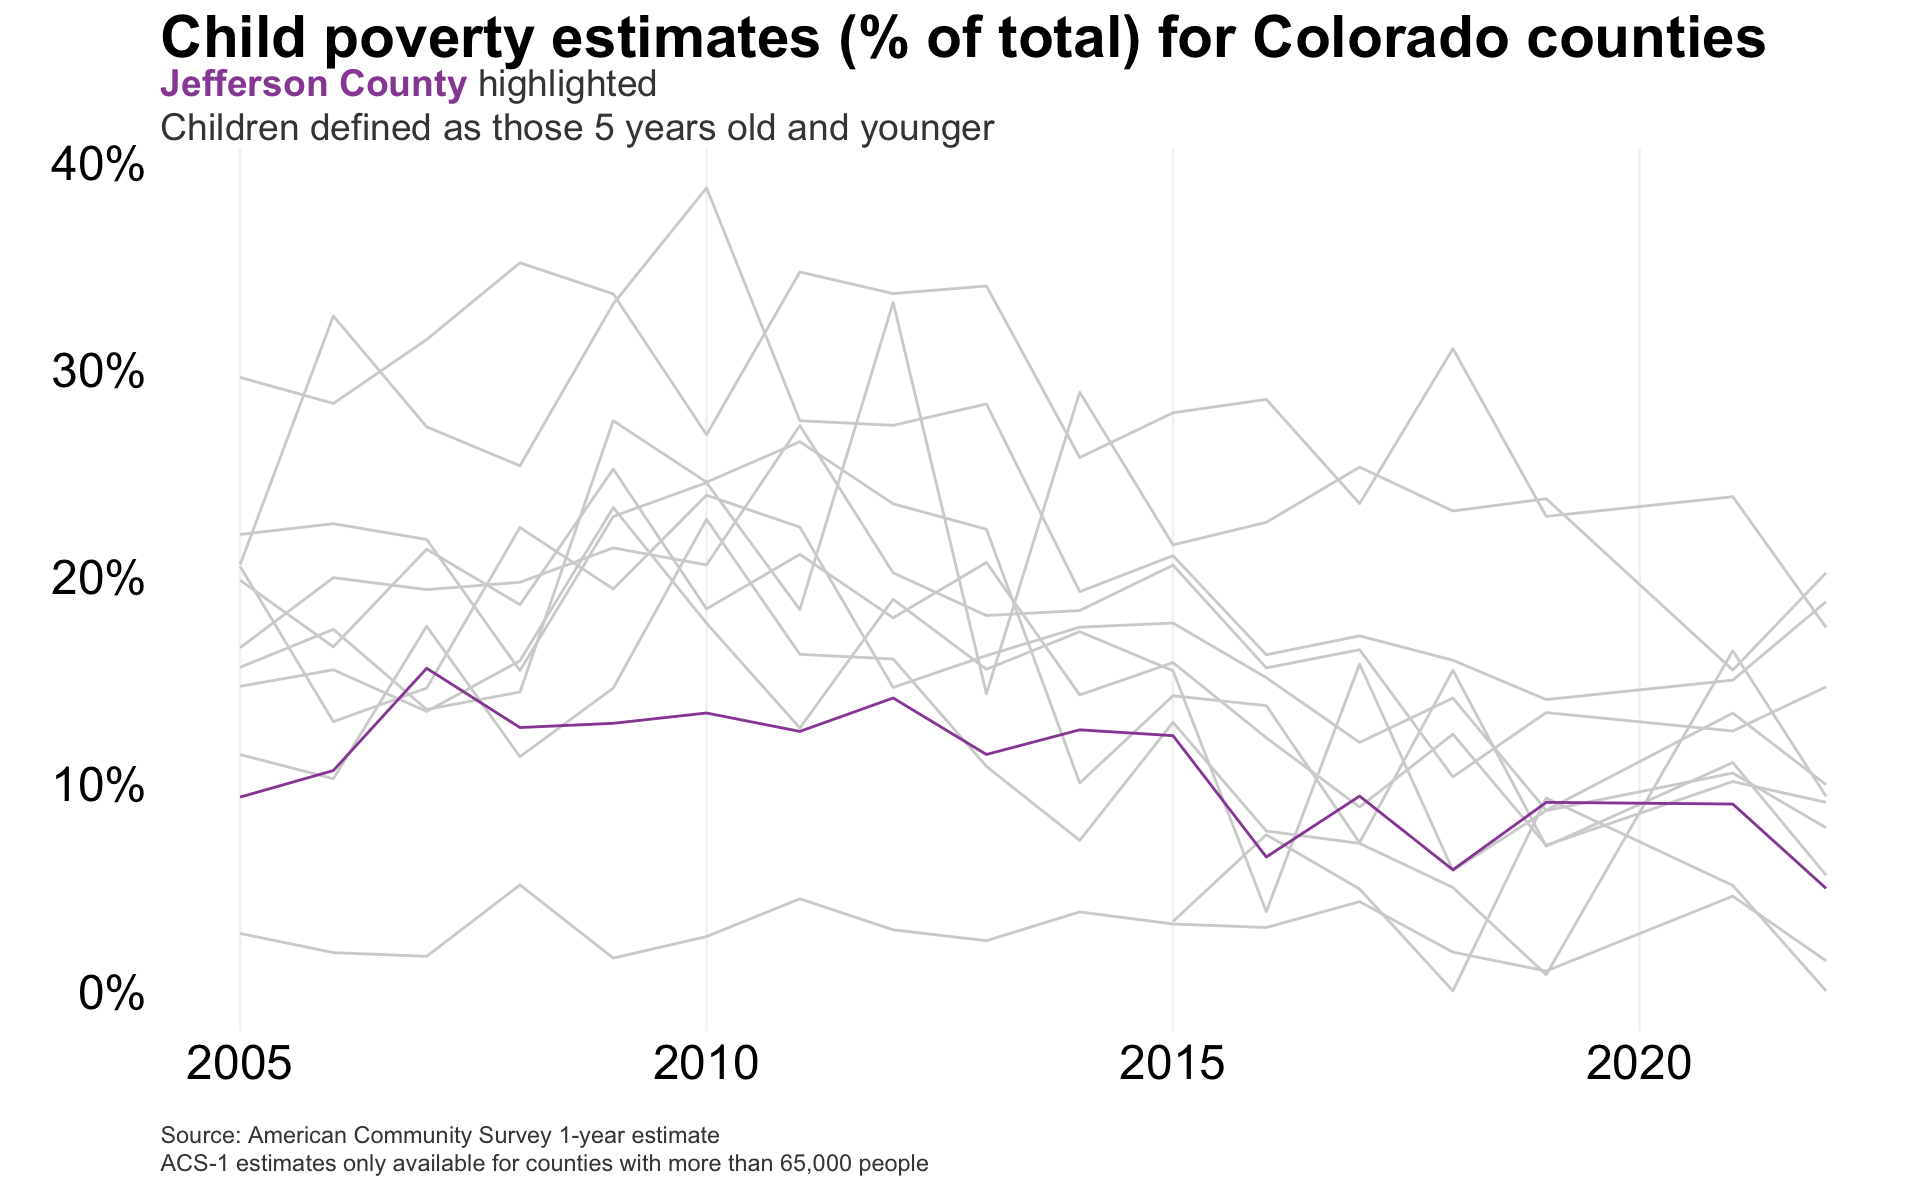 Child poverty estimates (% of total) for Colorado counties
Jefferson County highlighted
Children defined as those 5 years old and younger
40%
30%
20%
10%
0%
2005 2010 2015 2020
Source: American Community Survey 1-year estimate
ACS-1 estimates only available for counties with more than 65,000 people